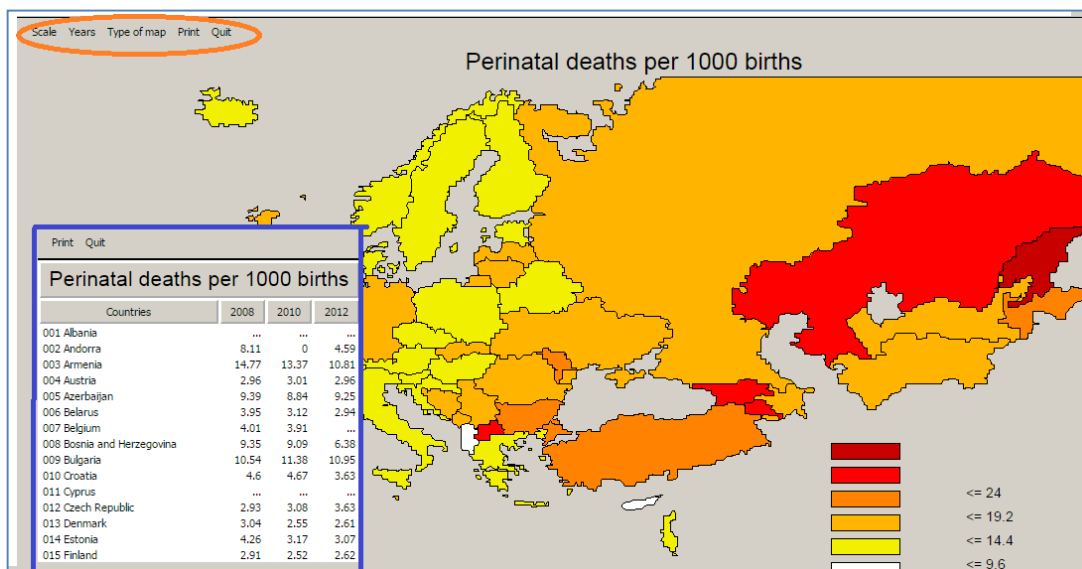 Scale Years Type of map Print Quit
Perinatal deaths per 1000 births
Print Quit
Perinatal deaths per 1000 births
Countries 2008 2010 2012
001 Albania ... ... ...
002 Andorra 8.11 0 4.59
003 Armenia 14.77 13.37 10.81
004 Austria 2.96 3.01 2.96
005 Azerbaijan 9.39 8.84 9.25
006 Belarus 3.95 3.12 2.94
007 Belgium 4.01 3.91 ...
008 Bosnia and Herzegovina 9.35 9.09 6.38
009 Bulgaria 10.54 11.38 10.95
010 Croatia 4.6 4.67 3.63
011 Cyprus ... ... ...
012 Czech Republic 2.93 3.08 3.63
013 Denmark 3.04 2.55 2.61
014 Estonia 4.26 3.17 3.07
015 Finland 2.91 2.52 2.62
<= 24
<= 19.2
<= 14.4
<= 9.6